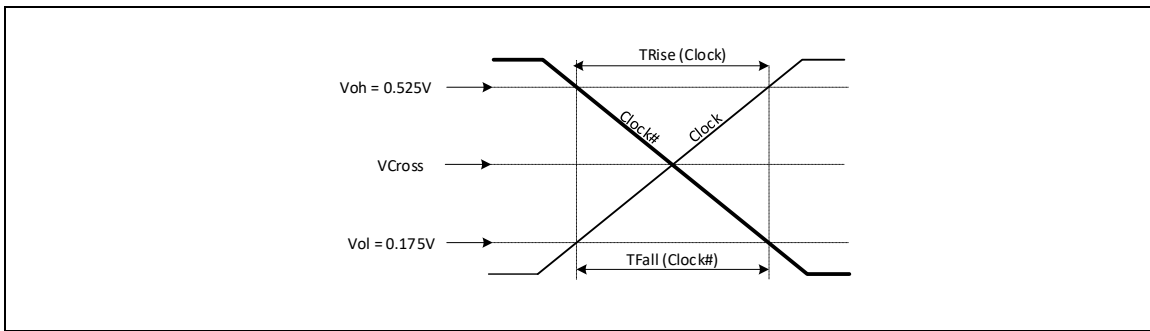 TRise (Clock)
Voh = 0.525V
Clock#
Clock
VCross
Vol = 0.175V
TFall (Clock#)